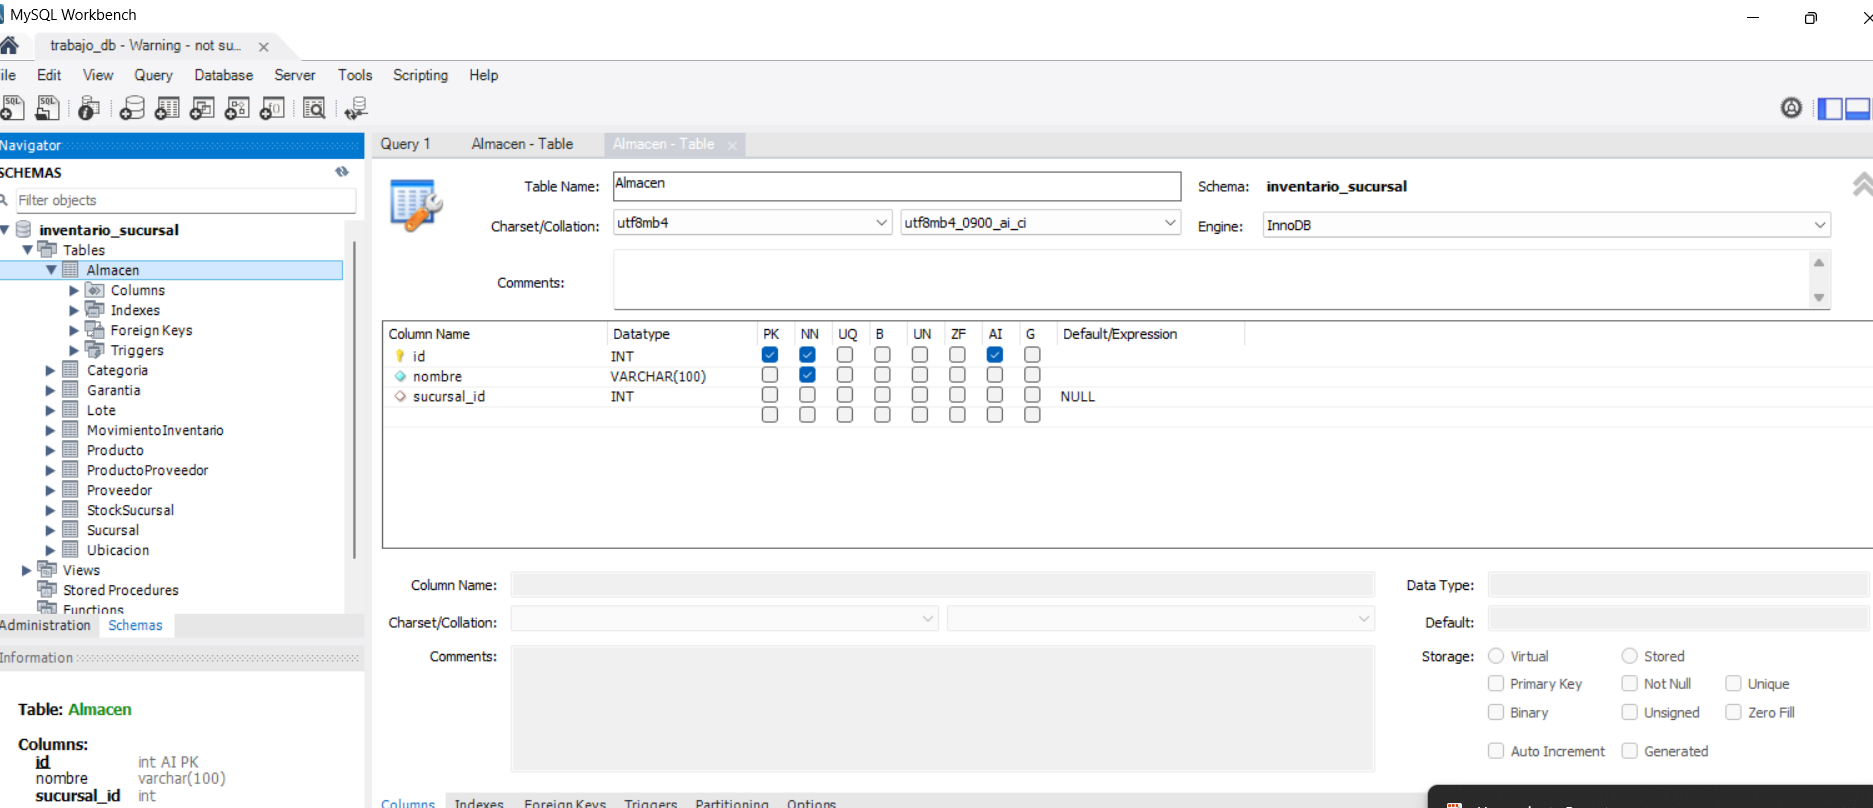 MySQL Workbench
trabajo_db - Warning - not su...
ile Edit View Query Database Server Tools Scripting Help
Navigator
SCHEMAS
Filter objects
inventario_sucursal
Tables
Almacen
Columns
Indexes
Foreign Keys
Triggers
Categoria
Garantia
Lote
MovimientoInventario
Producto
ProductoProveedor
Proveedor
StockSucursal
Sucursal
Ubicacion
Views
Stored Procedures
Functions
Administration Schemas
Information
Table: Almacen
Columns:
id int AI PK
nombre varchar(100)
sucursal_id int
Query 1 Almacen - Table Almacen - Table
Table Name: Almacen Schema: inventario_sucursal
Charset/Collation: utf8mb4 utf8mb4_0900_ai_ci Engine: InnoDB
Comments:
Column Name Datatype PK NN UQ B UN ZF AI G Default/Expression
id INT
nombre VARCHAR(100)
sucursal_id INT NULL
Column Name: Data Type:
Charset/Collation: Default:
Comments: Storage: Virtual Stored
Primary Key Not Null Unique
Binary Unsigned Zero Fill
Auto Increment Generated
Columns Indexes Foreign Keys Triggers Partitioning Options